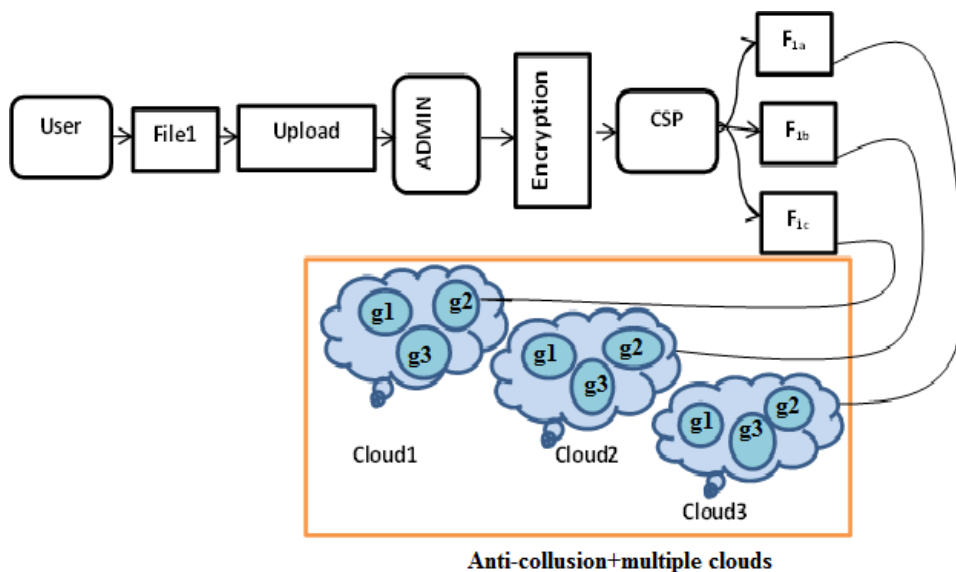 User
File1
Upload
ADMIN
Encryption
CSP
F1a
F1b
F1c
g1
g2
g3
Cloud1
g1
g2
g3
Cloud2
g1
g2
g3
Cloud3
Anti-collusion+multiple clouds